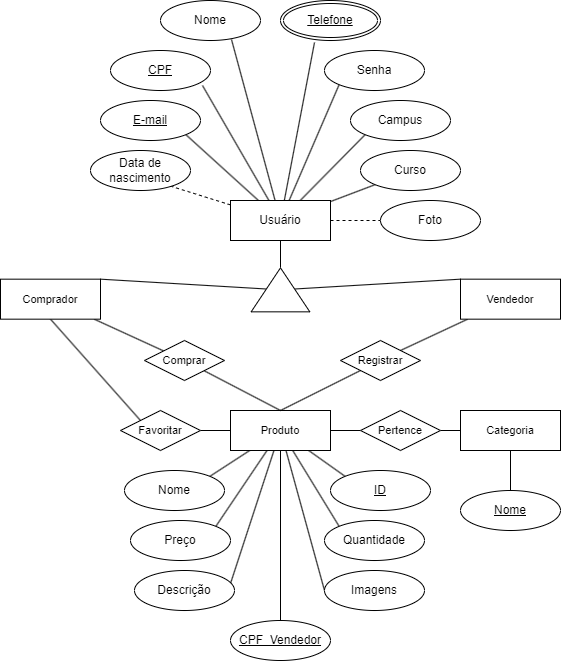 Nome
Telefone
CPF
Senha
E-mail
Campus
Data de
nascimento
Curso
Usuário
Foto
Comprador
Vendedor
Comprar
Registrar
Favoritar
Produto
Pertence
Categoria
Nome
ID
Nome
Preço
Quantidade
Descrição
Imagens
CPF_Vendedor